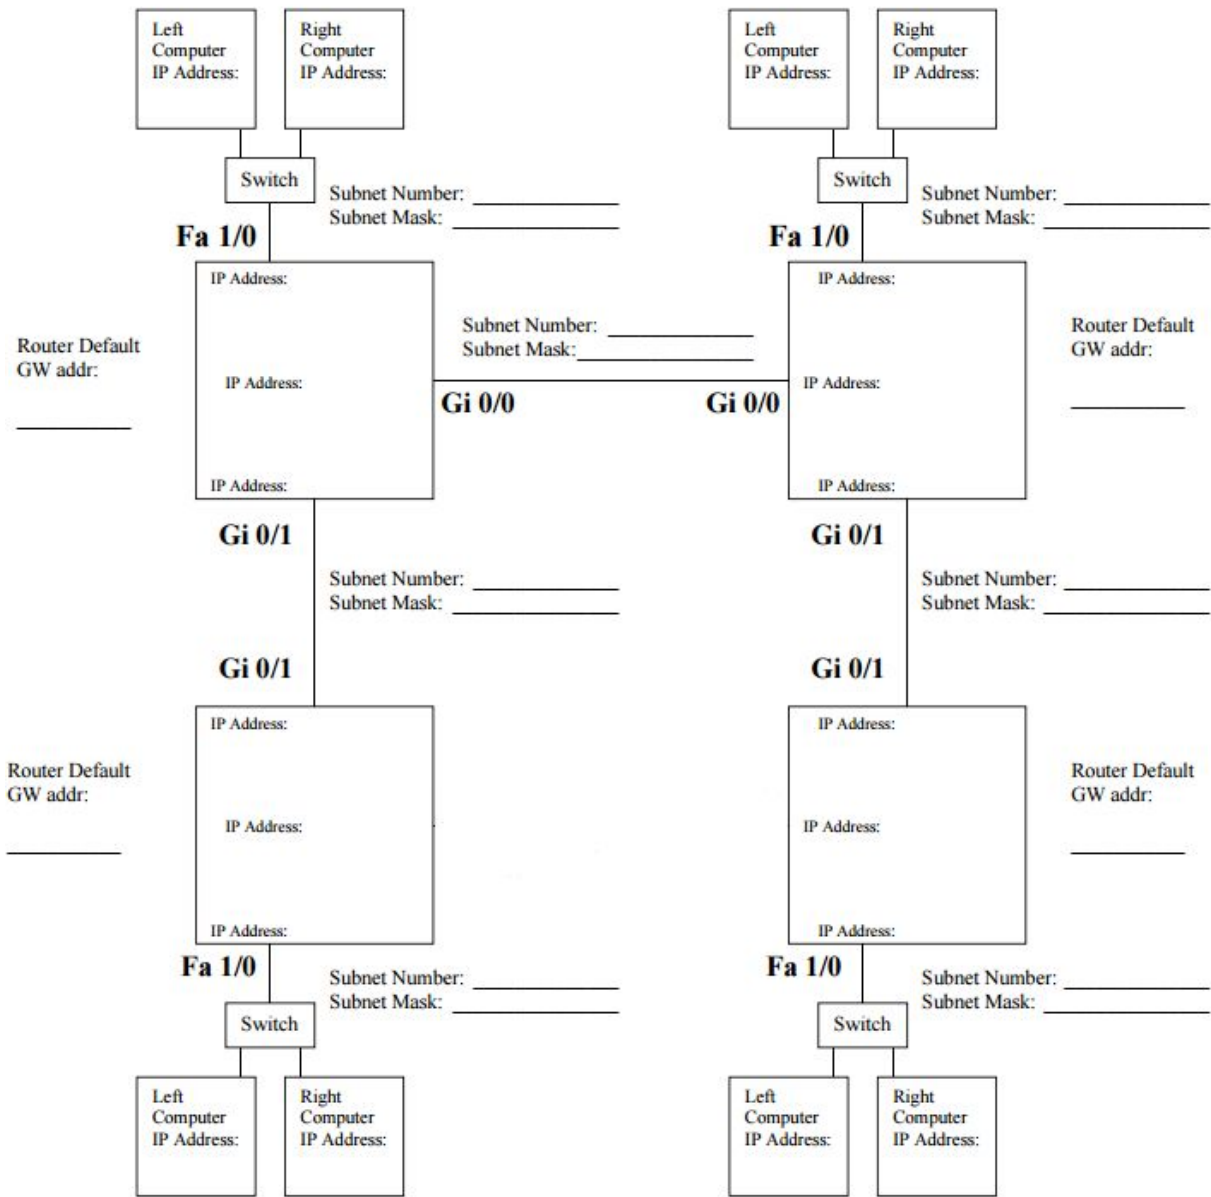 Left
Computer
IP Address:
Right
Computer
IP Address:
Left
Computer
IP Address:
Right
Computer
IP Address:
Switch
Subnet Number:
Subnet Mask:
Switch
Subnet Number:
Subnet Mask:
Fa 1/0
Fa 1/0
IP Address:
IP Address:
Router Default
GW addr:
Subnet Number:
Subnet Mask:
Router Default
GW addr:
IP Address:
IP Address:
Gi 0/0
Gi 0/0
IP Address:
IP Address:
Gi 0/1
Gi 0/1
Subnet Number:
Subnet Mask:
Subnet Number:
Subnet Mask:
Gi 0/1
Gi 0/1
IP Address:
IP Address:
Router Default
GW addr:
Router Default
GW addr:
IP Address:
IP Address:
IP Address:
IP Address:
Fa 1/0
Fa 1/0
Subnet Number:
Subnet Mask:
Subnet Number:
Subnet Mask:
Switch
Switch
Left
Computer
IP Address:
Right
Computer
IP Address:
Left
Computer
IP Address:
Right
Computer
IP Address: